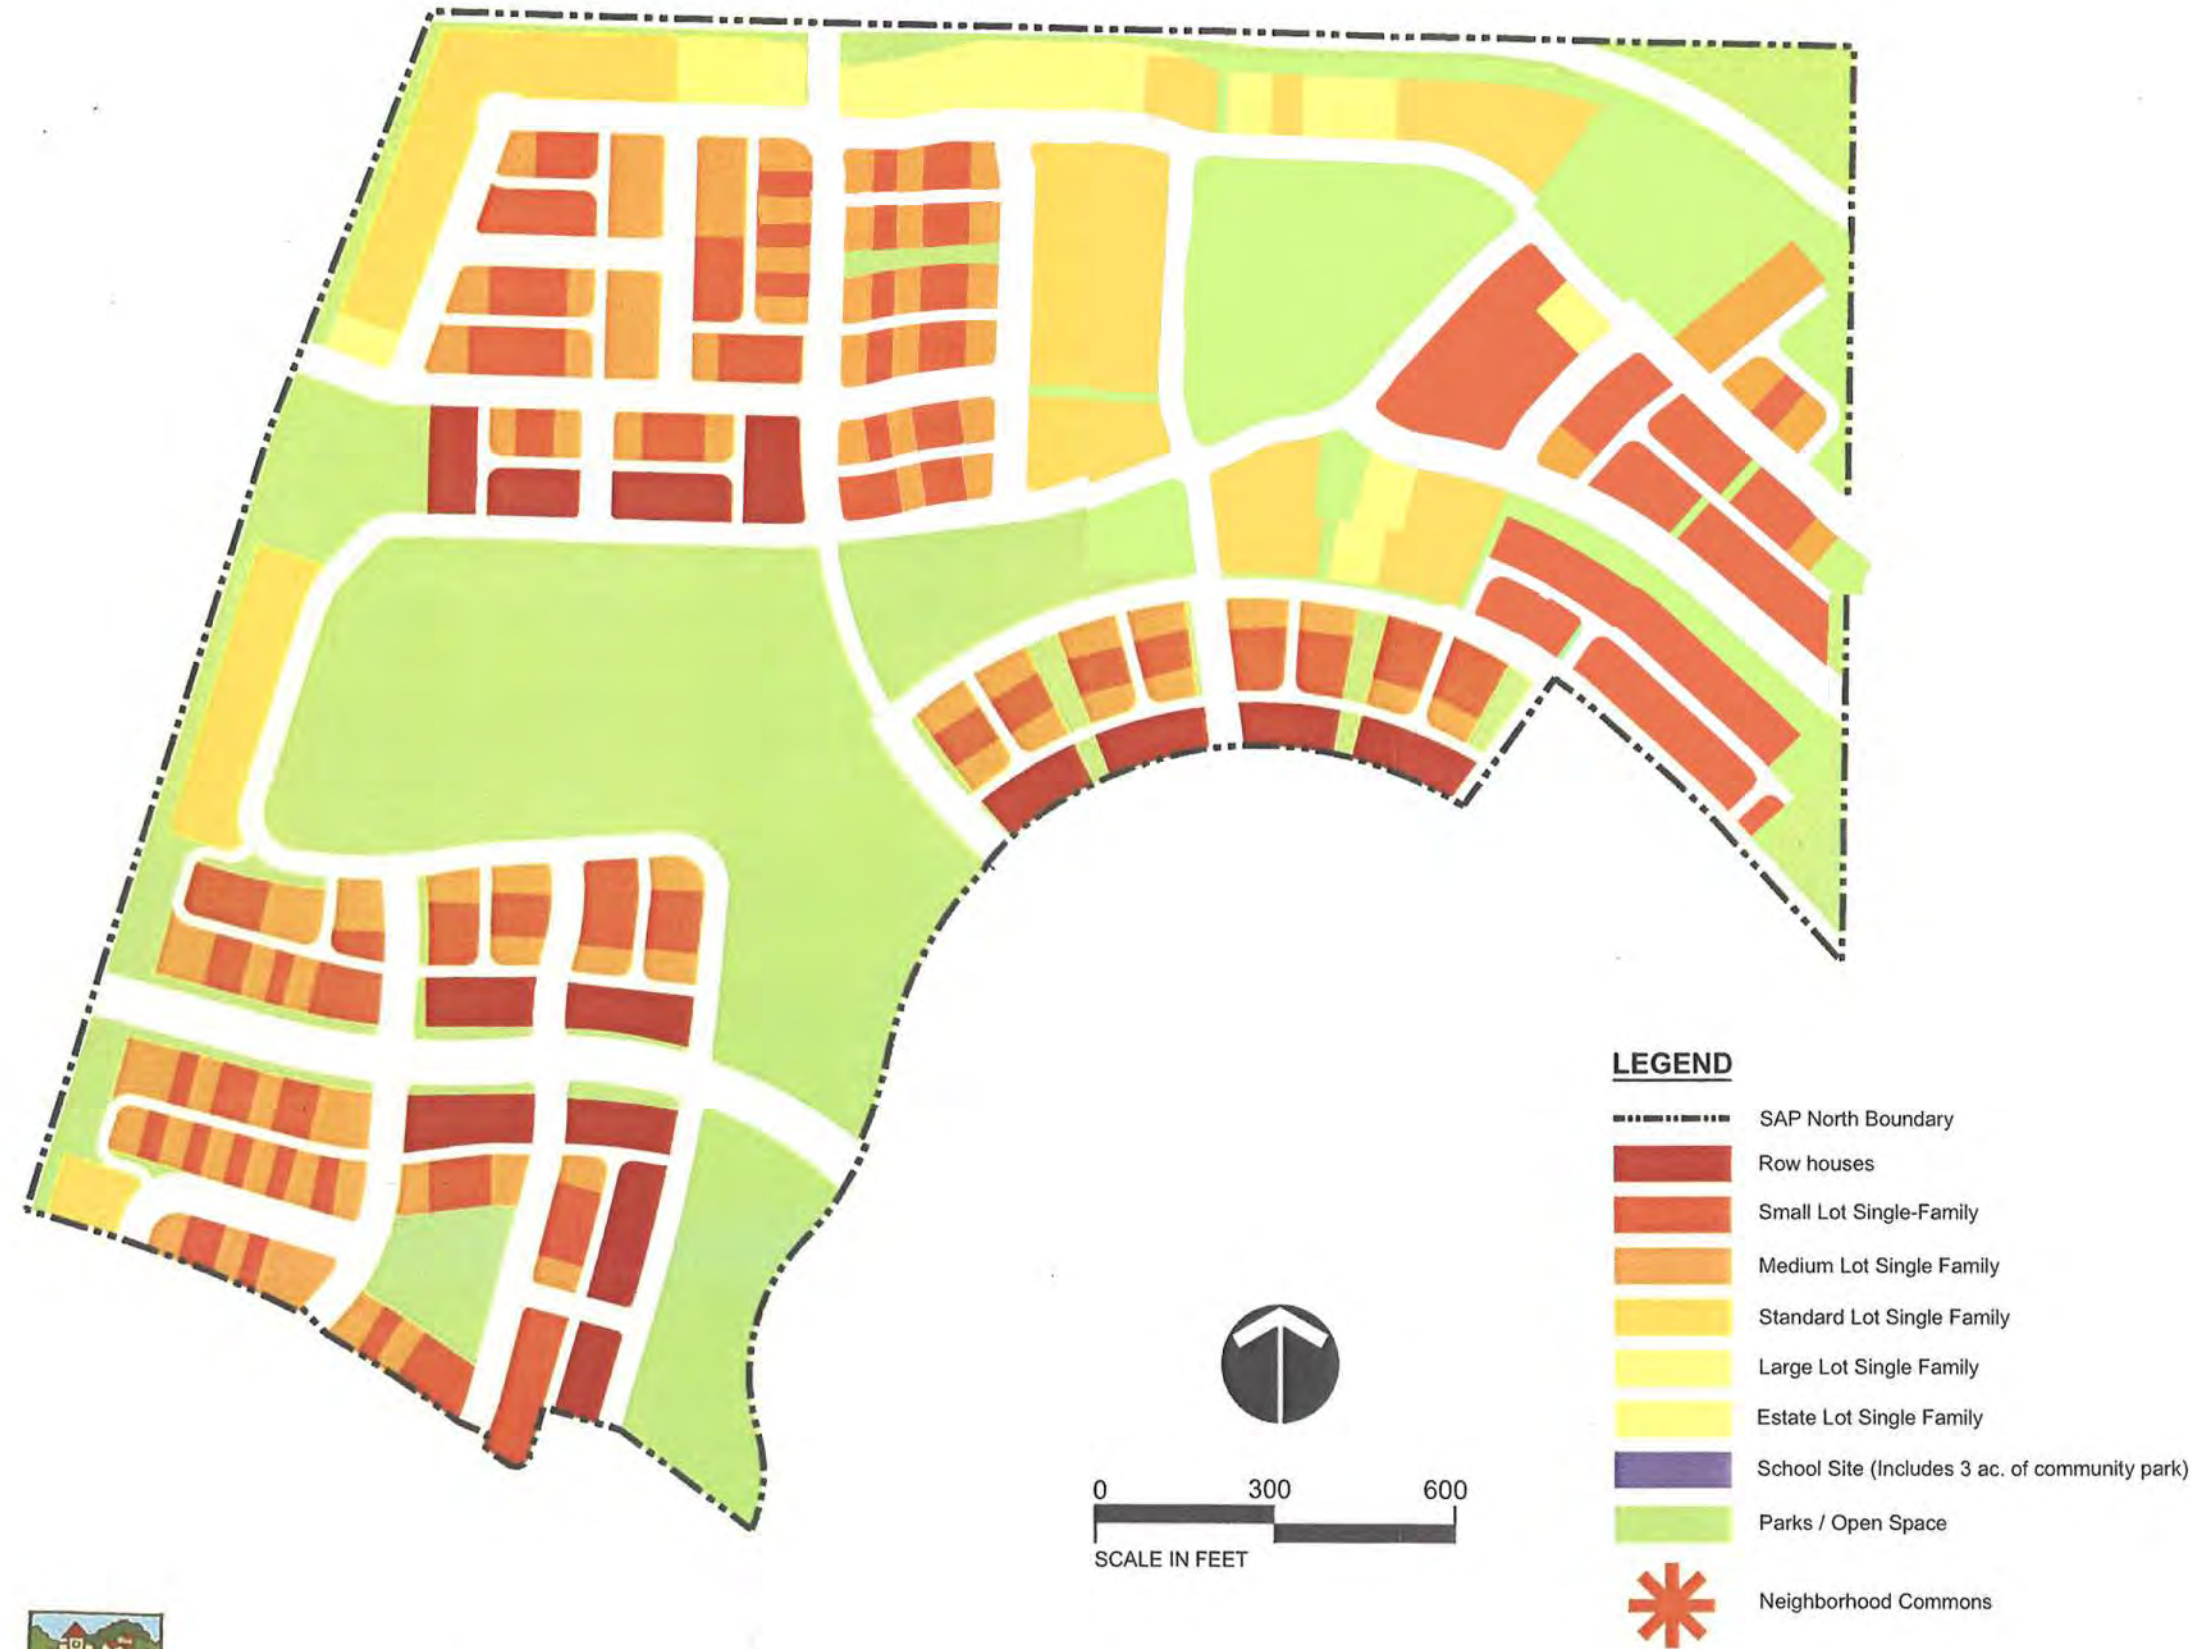 LEGEND
SAP North Boundary
Row houses
Small Lot Single-Family
Medium Lot Single Family
Standard Lot Single Family
Large Lot Single Family
Estate Lot Single Family
School Site (Includes 3 ac. of community park)
Parks / Open Space
Neighborhood Commons
0 300 600
SCALE IN FEET